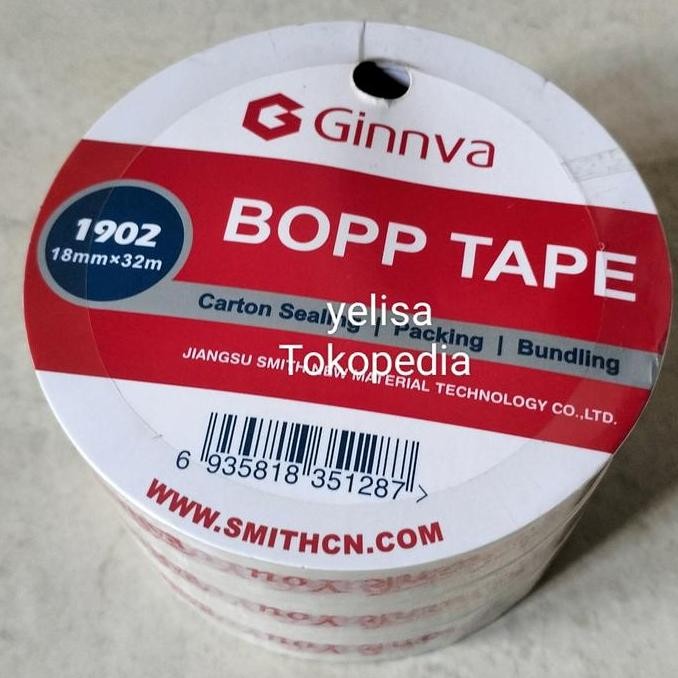 Ginnva
BOPP TAPE
1902
18mm×32m
Carton Sealing | Packing | Bundling
yelisa
Tokopedia
JIANGSU SMITH NEW MATERIAL TECHNOLOGY CO.,LTD.
6 935818 351287 >
WWW.SMITHCN.COM